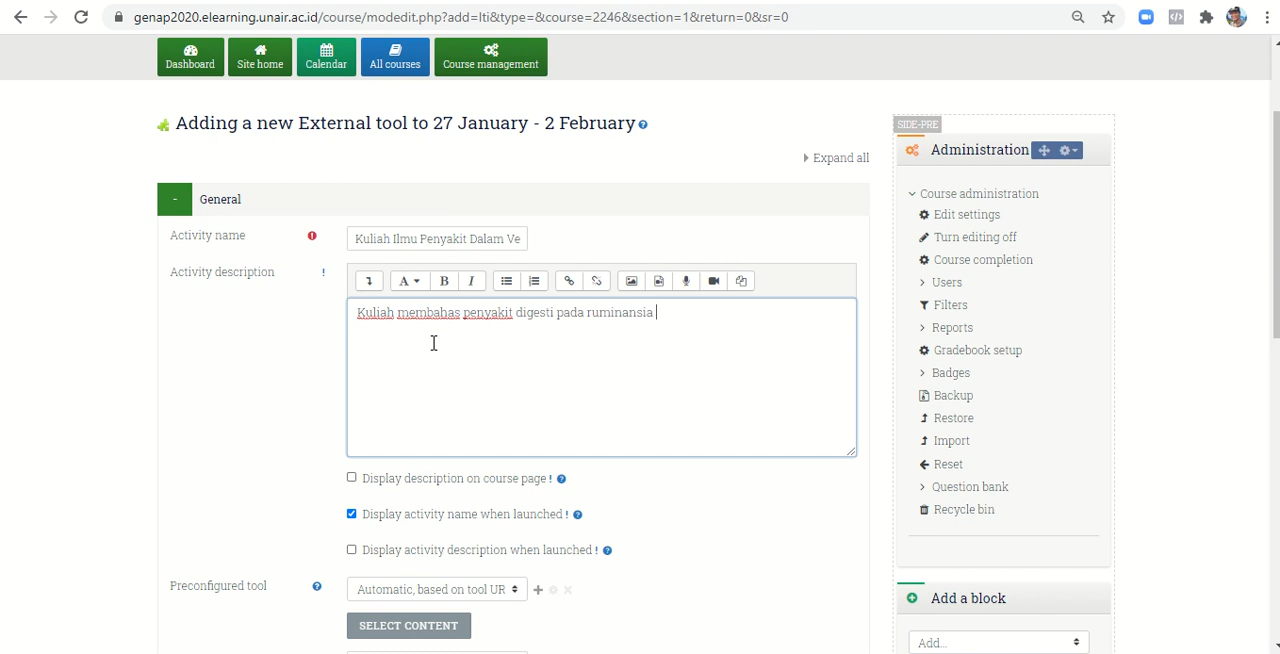 genap2020.elearning.unair.ac.id/course/modedit.php?add=lti&type=&course=2246&section=1&return=0&sr=0
Dashboard
Site home
Calendar
All courses
Course management
Adding a new External tool to 27 January - 2 February
Expand all
General
Activity name
Kuliah Ilmu Penyakit Dalam Ve
Activity description
Kuliah membahas penyakit digesti pada ruminansia
Display description on course page !
Display activity name when launched !
Display activity description when launched !
Preconfigured tool
Automatic, based on tool UR
SELECT CONTENT
SIDE-PRE
Administration
Course administration
Edit settings
Turn editing off
Course completion
Users
Filters
Reports
Gradebook setup
Badges
Backup
Restore
Import
Reset
Question bank
Recycle bin
Add a block
Add...